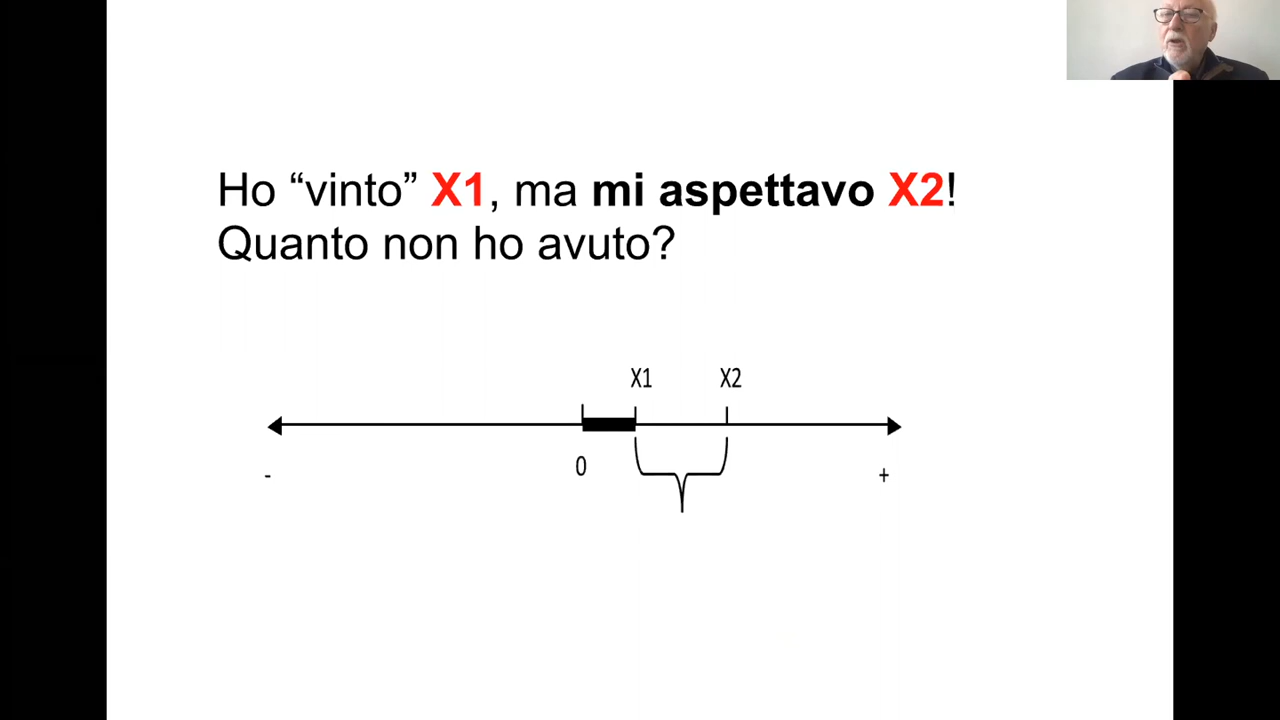 Ho “vinto” X1, ma mi aspettavo X2!
Quanto non ho avuto?
X1 X2
0
- +